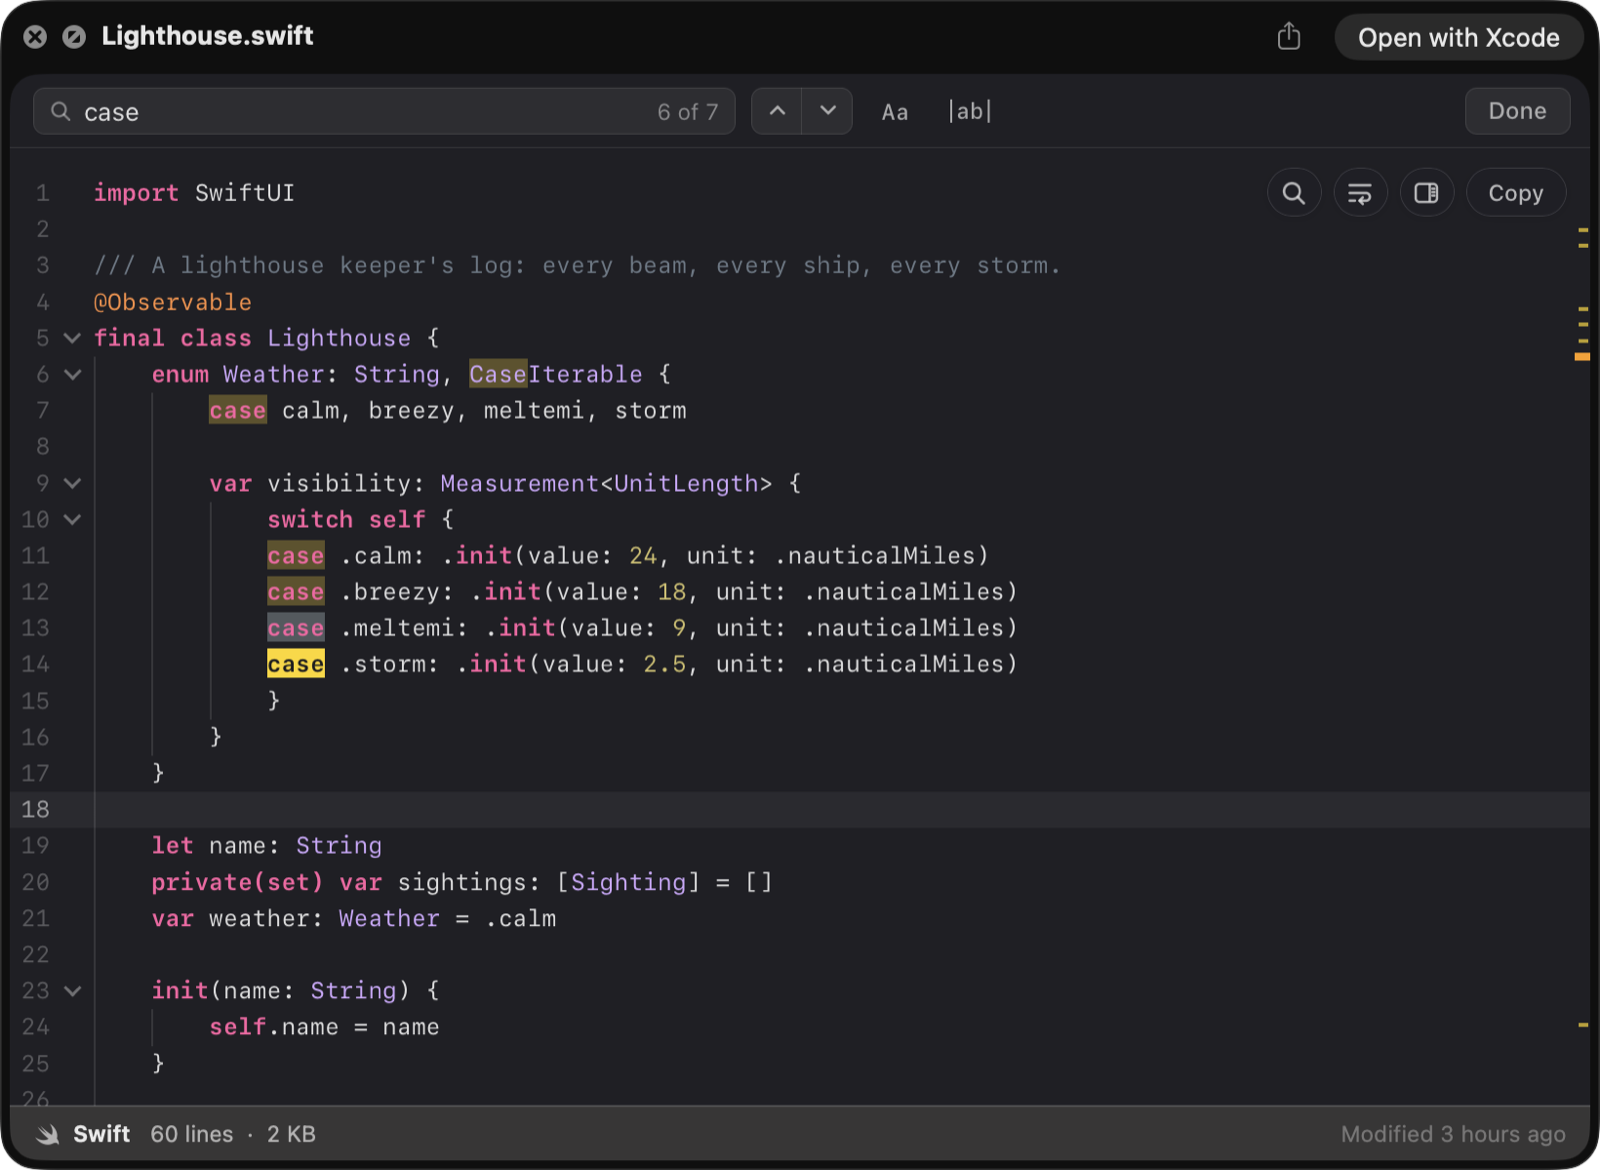 Lighthouse.swift
Open with Xcode
case 6 of 7 Aa |ab| Done
Copy
1 import SwiftUI
2
3 /// A lighthouse keeper's log: every beam, every ship, every storm.
4 @Observable
5 final class Lighthouse {
6     enum Weather: String, CaseIterable {
7         case calm, breezy, meltemi, storm
8
9         var visibility: Measurement<UnitLength> {
10             switch self {
11             case .calm: .init(value: 24, unit: .nauticalMiles)
12             case .breezy: .init(value: 18, unit: .nauticalMiles)
13             case .meltemi: .init(value: 9, unit: .nauticalMiles)
14             case .storm: .init(value: 2.5, unit: .nauticalMiles)
15             }
16         }
17     }
18
19     let name: String
20     private(set) var sightings: [Sighting] = []
21     var weather: Weather = .calm
22
23     init(name: String) {
24         self.name = name
25     }
26
Swift 60 lines · 2 KB
Modified 3 hours ago